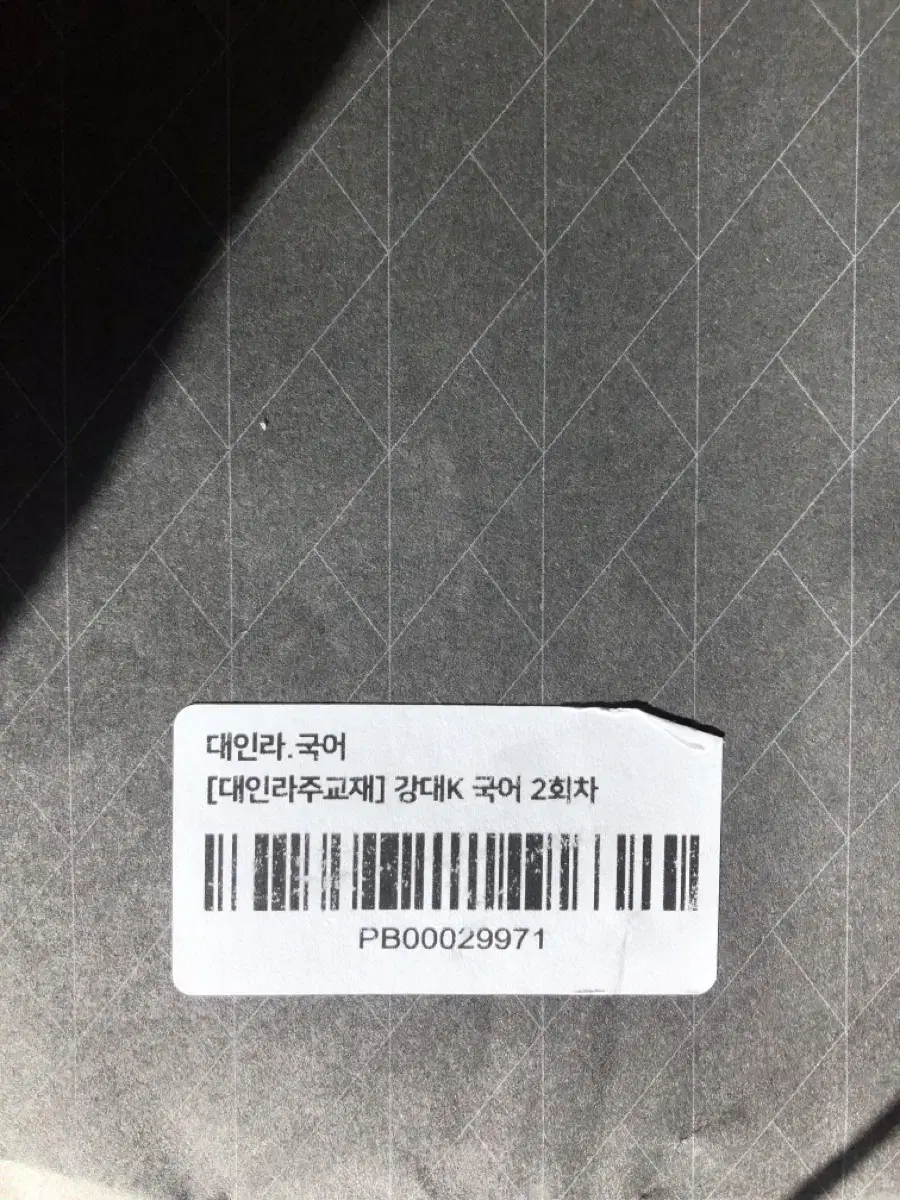 대인라.국어
[대인라주교재] 강대K 국어 2회차
PB00029971